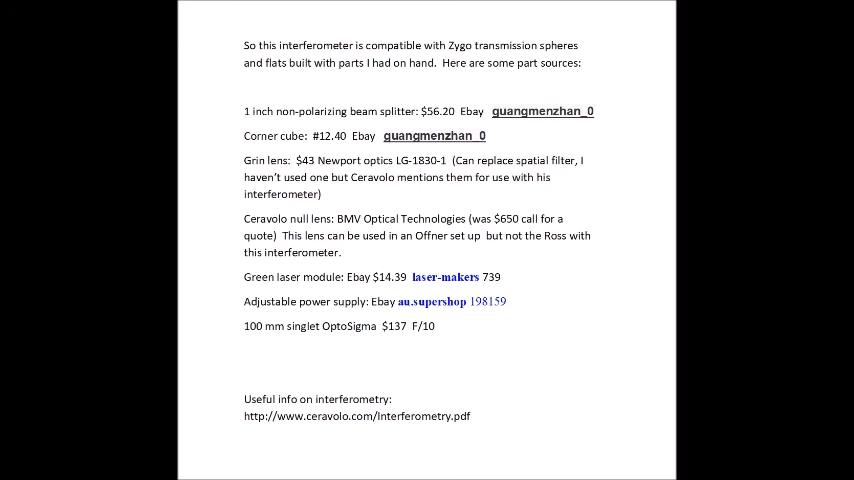 So this interferometer is compatible with Zygo transmission spheres
and flats built with parts I had on hand.  Here are some part sources:
1 inch non-polarizing beam splitter: $56.20  Ebay   guangmenzhan_0
Corner cube:  #12.40  Ebay   guangmenzhan_0
Grin lens:  $43 Newport optics LG-1830-1  (Can replace spatial filter, I
haven't used one but Ceravolo mentions them for use with his
interferometer)
Ceravolo null lens: BMV Optical Technologies (was $650 call for a
quote)  This lens can be used in an Offner set up  but not the Ross with
this interferometer.
Green laser module: Ebay $14.39  laser-makers 739
Adjustable power supply: Ebay au.supershop 198159
100 mm singlet OptoSigma  $137  F/10
Useful info on interferometry:
http://www.ceravolo.com/Interferometry.pdf